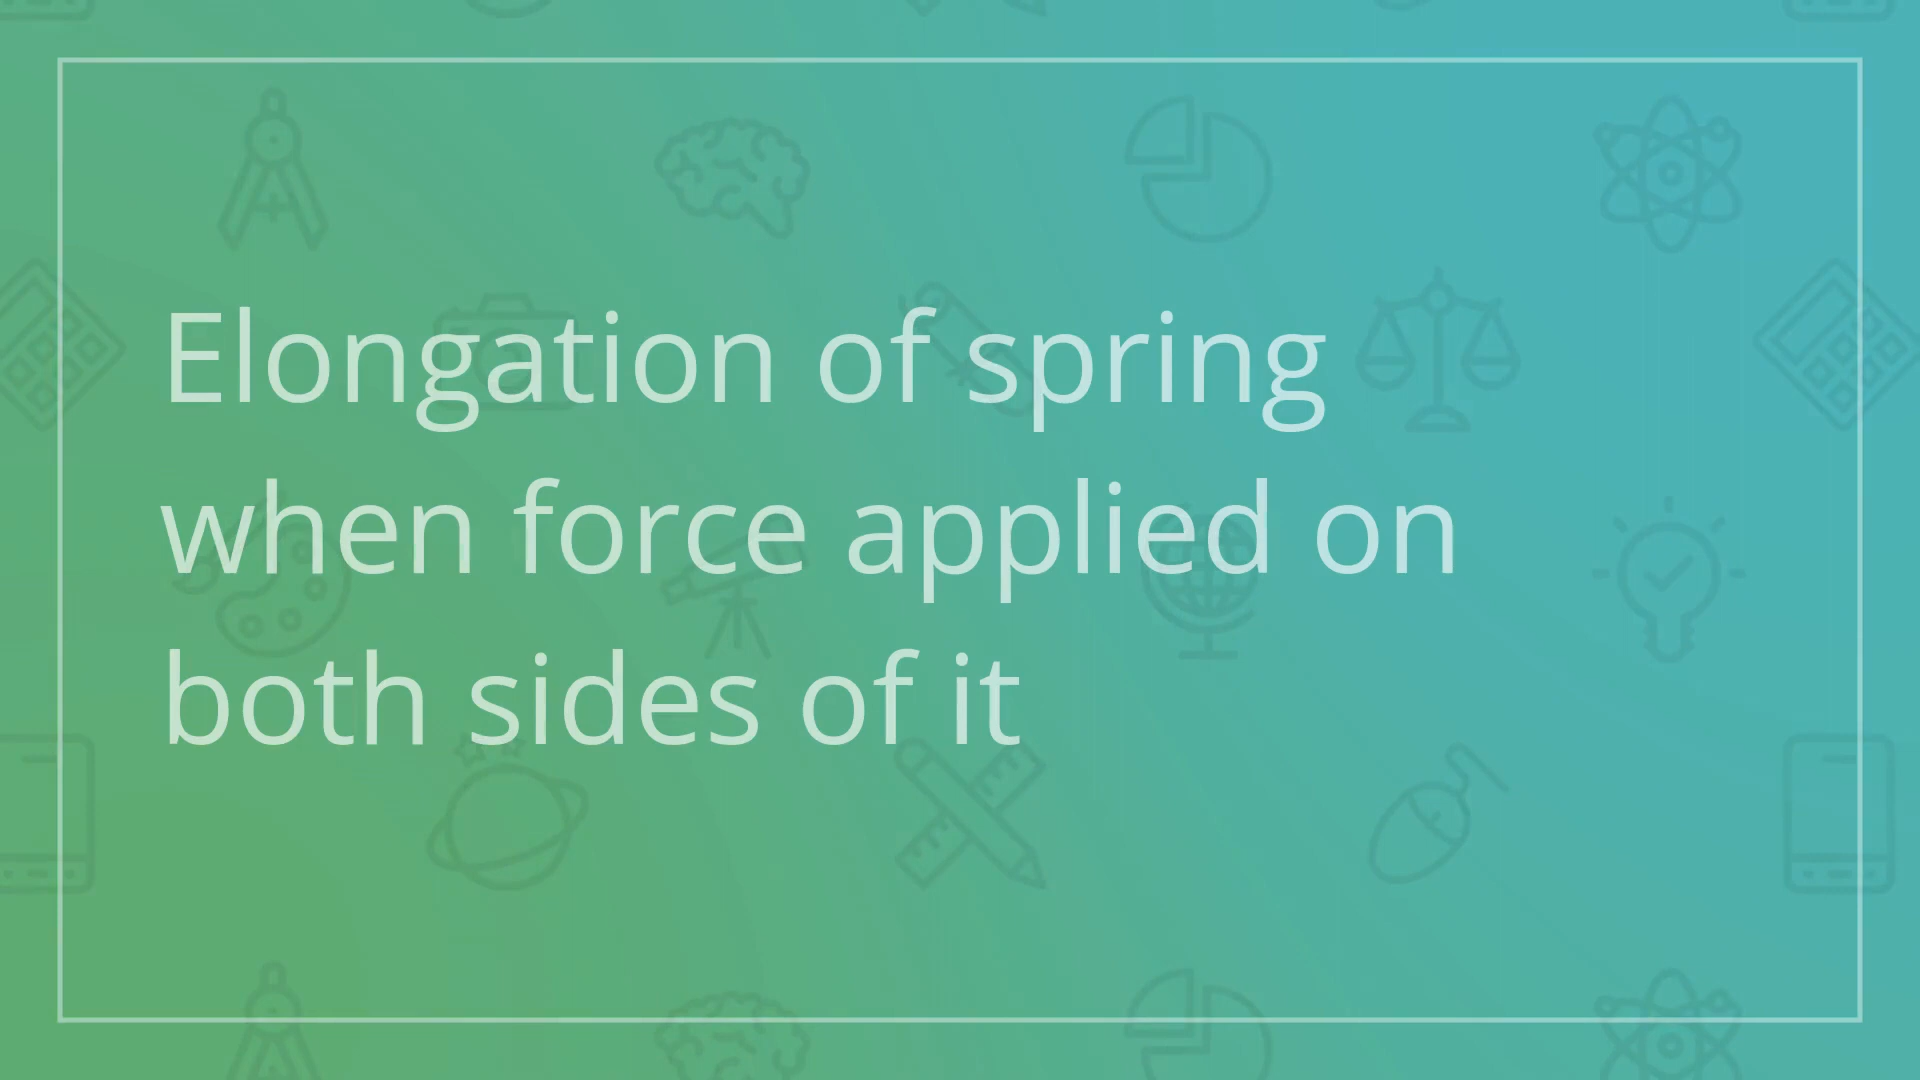 Elongation of spring
when force applied on
both sides of it